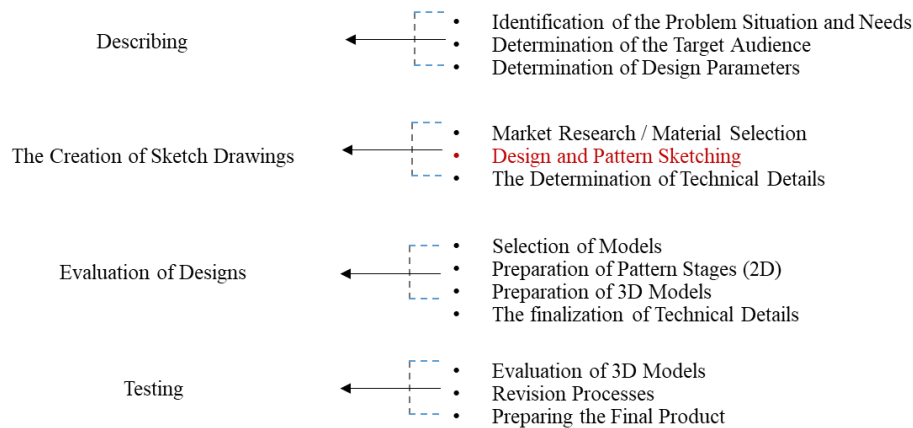 Describing
• Identification of the Problem Situation and Needs
• Determination of the Target Audience
• Determination of Design Parameters
The Creation of Sketch Drawings
• Market Research / Material Selection
• Design and Pattern Sketching
• The Determination of Technical Details
Evaluation of Designs
• Selection of Models
• Preparation of Pattern Stages (2D)
• Preparation of 3D Models
• The finalization of Technical Details
Testing
• Evaluation of 3D Models
• Revision Processes
• Preparing the Final Product